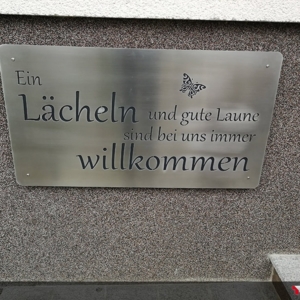 Ein
Lächeln und gute Laune
sind bei uns immer
willkommen